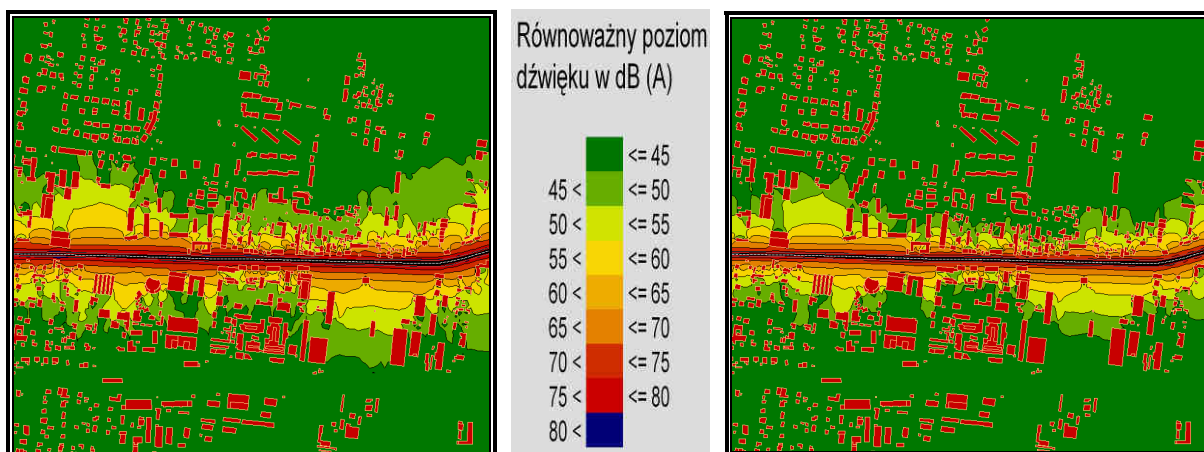 Równoważny poziom
dźwięku w dB (A)
<= 45
45 < <= 50
50 < <= 55
55 < <= 60
60 < <= 65
65 < <= 70
70 < <= 75
75 < <= 80
80 <